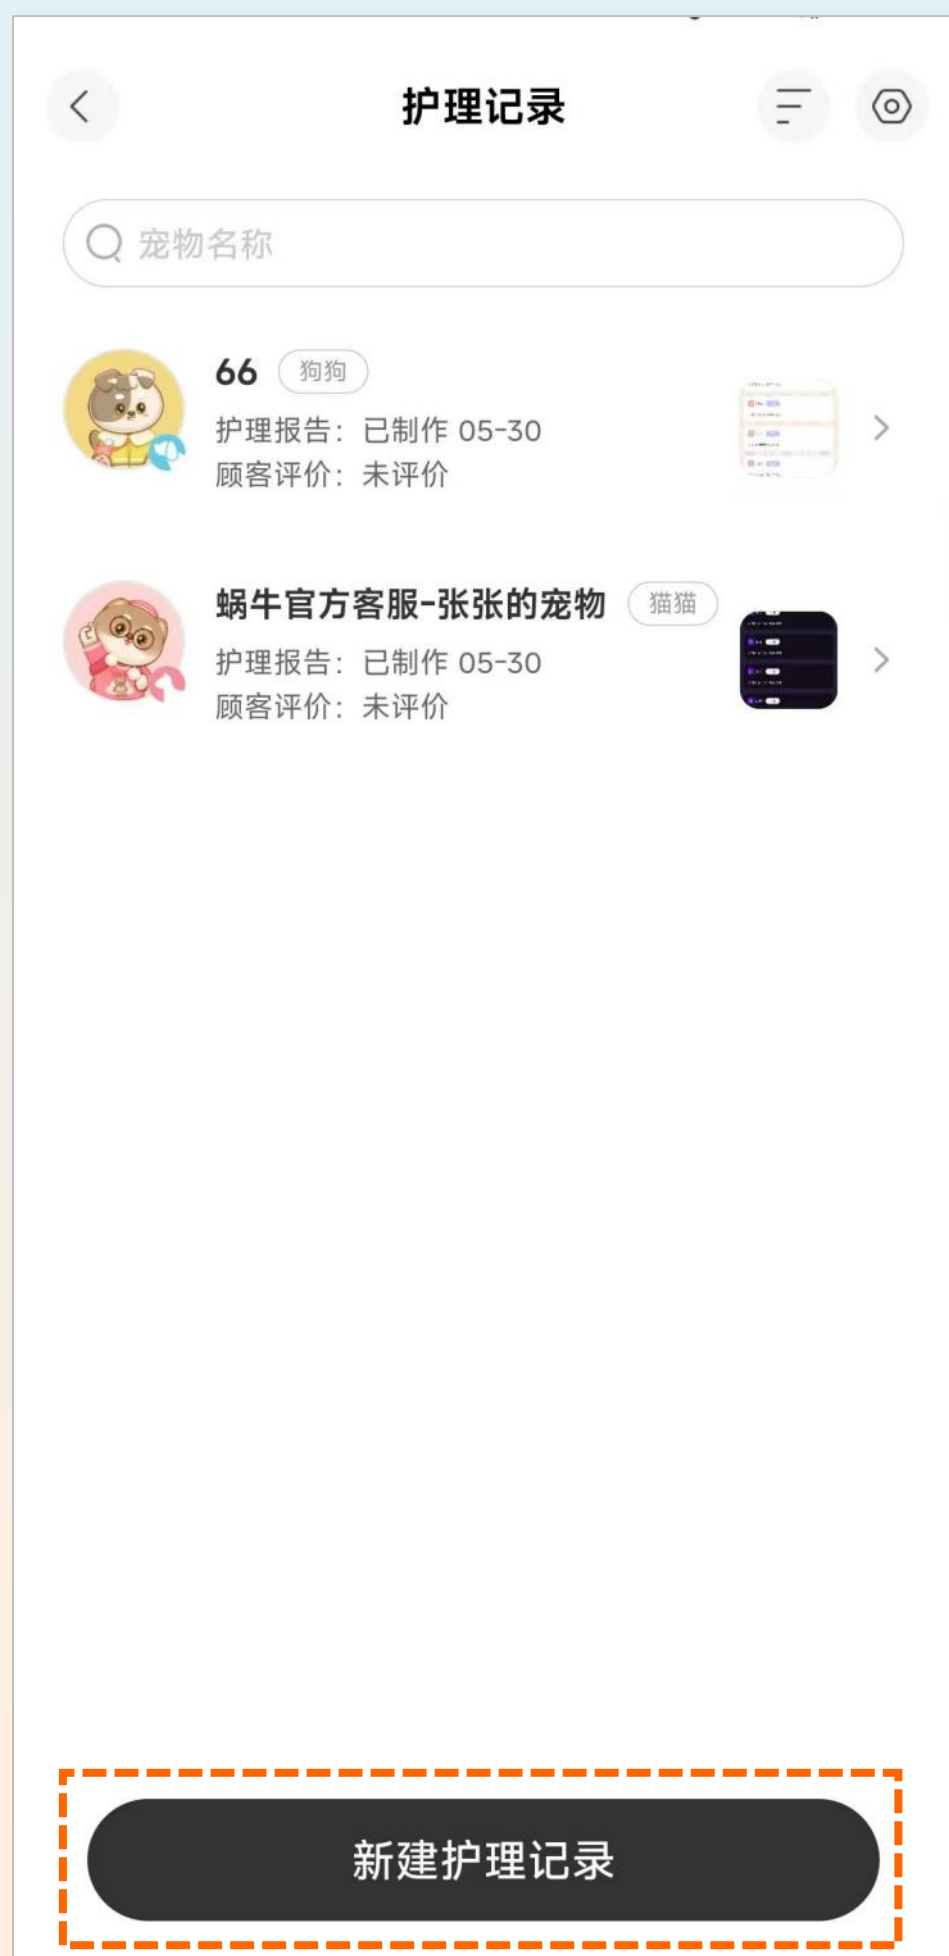 护理记录
宠物名称
66 狗狗
护理报告：已制作 05-30
顾客评价：未评价
蜗牛官方客服-张张的宠物 猫猫
护理报告：已制作 05-30
顾客评价：未评价
新建护理记录